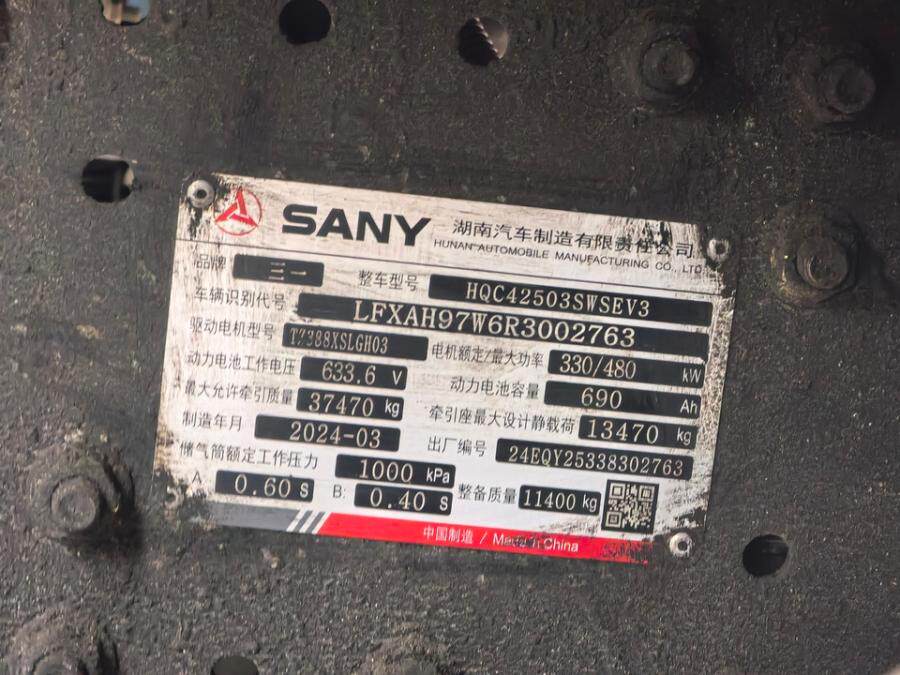 SANY 湖南汽车制造有限责任公司
HUNAN AUTOMOBILE MANUFACTURING CO., LTD
品牌 三一 整车型号 HQC42503SWSEV3
车辆识别代号 LFXAH97W6R3002763
驱动电机型号 TZ388XSLGH03 电机额定/最大功率 330/480 kW
动力电池工作电压 633.6 V 动力电池容量 690 Ah
最大允许牵引质量 37470 kg 牵引座最大设计静载荷 13470 kg
制造年月 2024-03 出厂编号 24EQY25338302763
储气筒额定工作压力 1000 kPa
A: 0.60 S B: 0.40 S 整备质量 11400 kg
中国制造 / Made in China